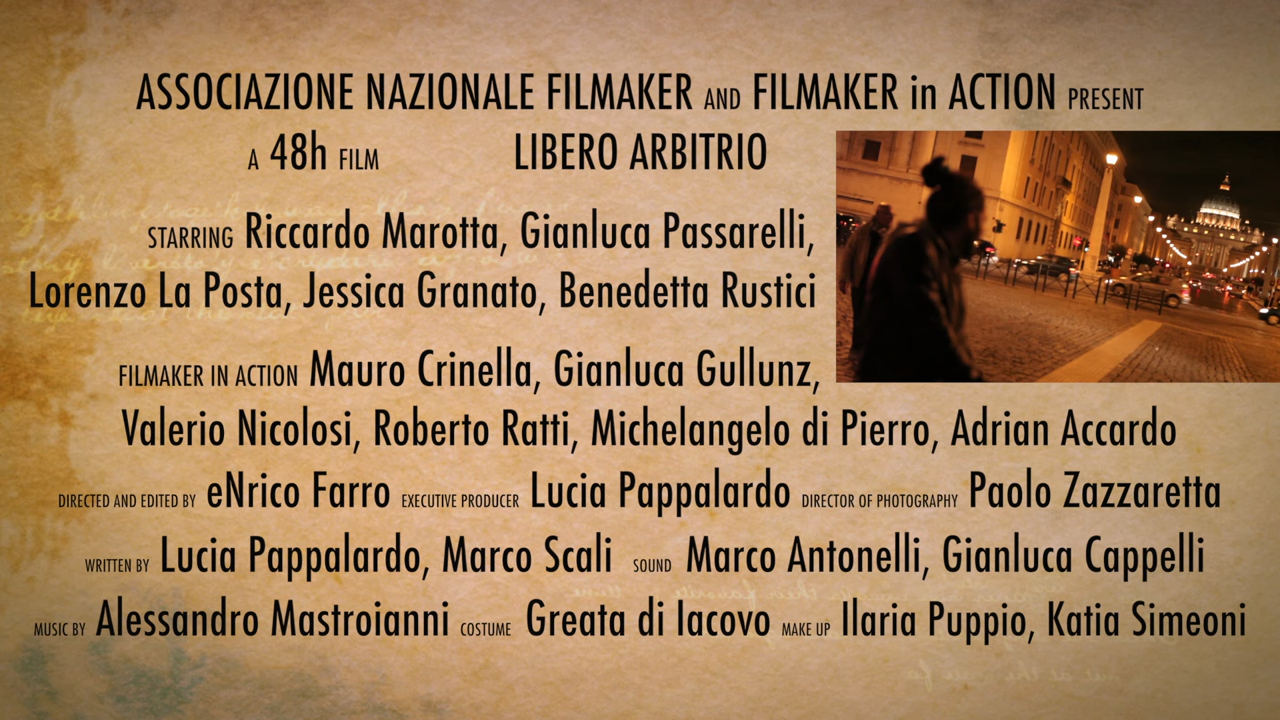 ASSOCIAZIONE NAZIONALE FILMAKER AND FILMAKER in ACTION PRESENT
A 48h FILM LIBERO ARBITRIO
STARRING Riccardo Marotta, Gianluca Passarelli,
Lorenzo La Posta, Jessica Granato, Benedetta Rustici
FILMAKER IN ACTION Mauro Crinella, Gianluca Gullunz,
Valerio Nicolosi, Roberto Ratti, Michelangelo di Pierro, Adrian Accardo
DIRECTED AND EDITED BY eNrico Farro EXECUTIVE PRODUCER Lucia Pappalardo DIRECTOR OF PHOTOGRAPHY Paolo Zazzaretta
WRITTEN BY Lucia Pappalardo, Marco Scali SOUND Marco Antonelli, Gianluca Cappelli
MUSIC BY Alessandro Mastroianni COSTUME Greata di Iacovo MAKE UP Ilaria Puppio, Katia Simeoni